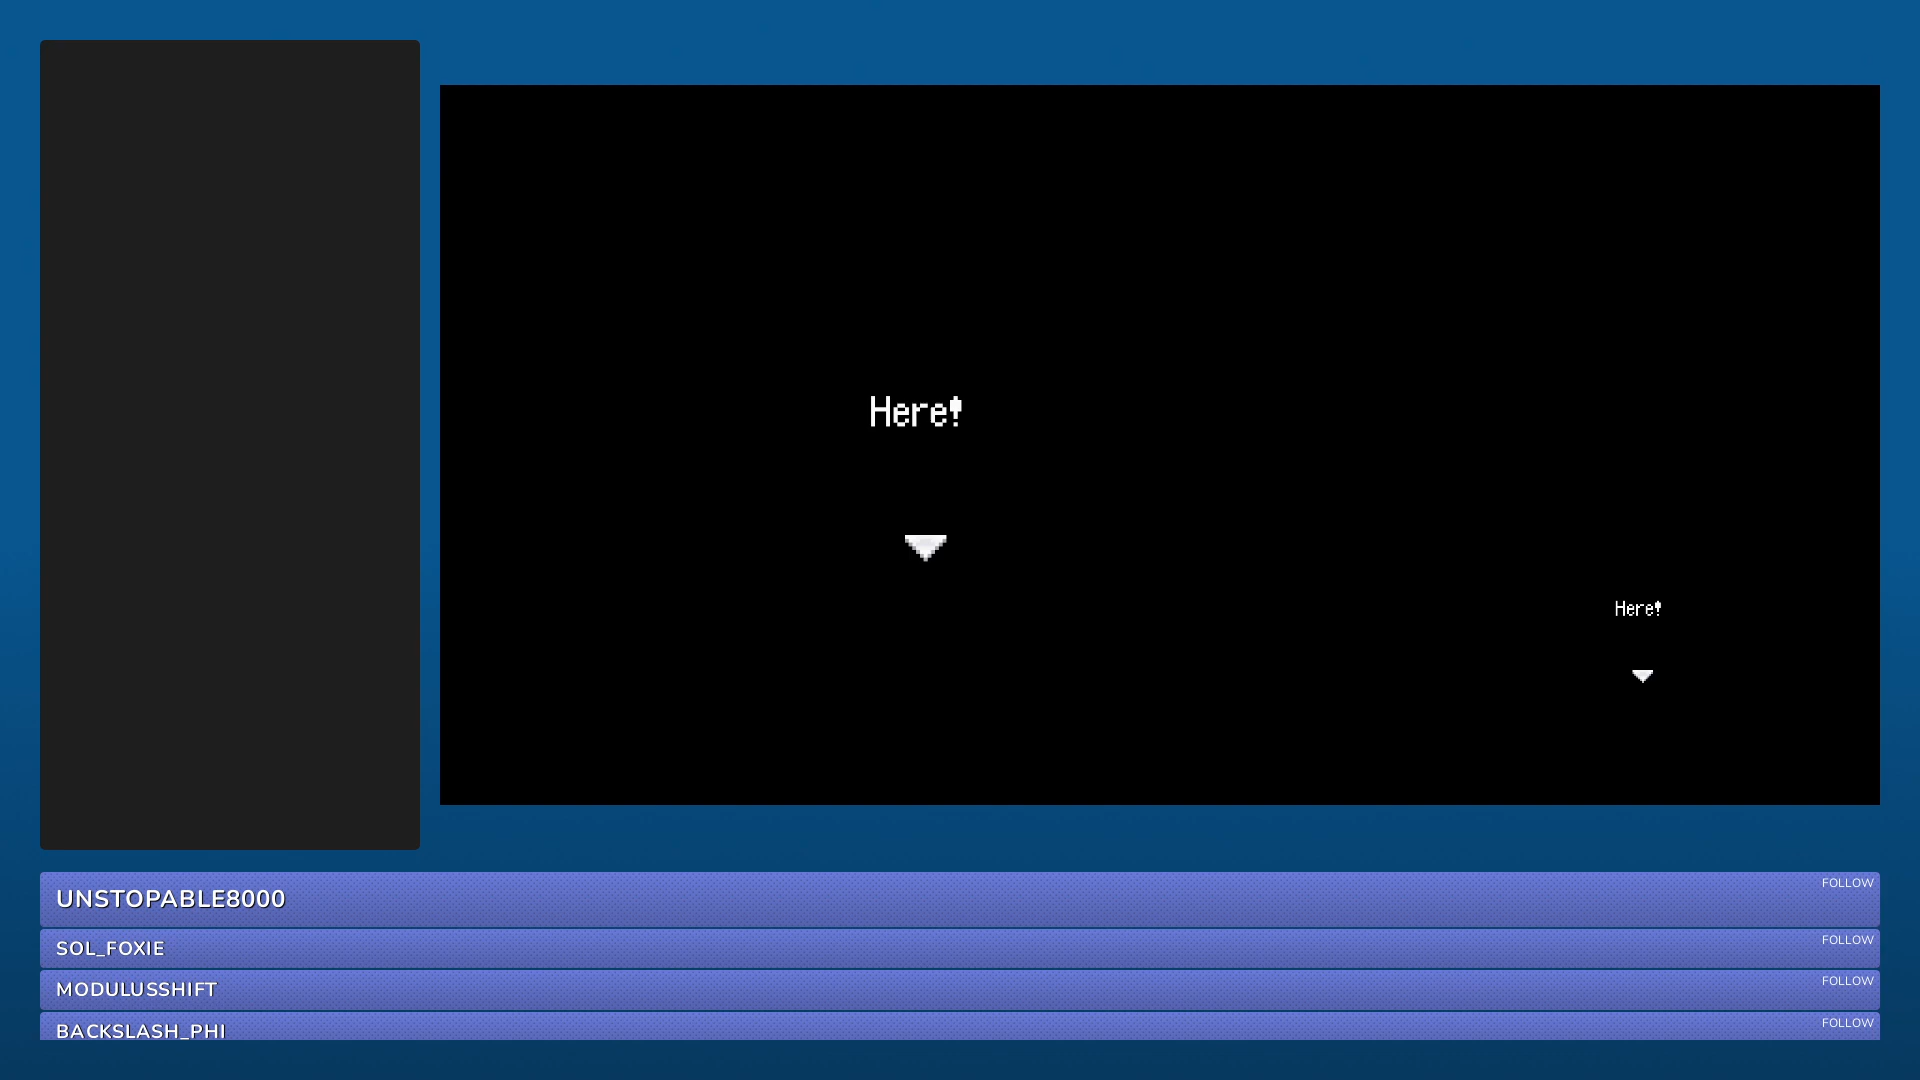 Here!
Here!
UNSTOPABLE8000
FOLLOW
SOL_FOXIE
FOLLOW
MODULUSSHIFT
FOLLOW
BACKSLASH_PHI
FOLLOW